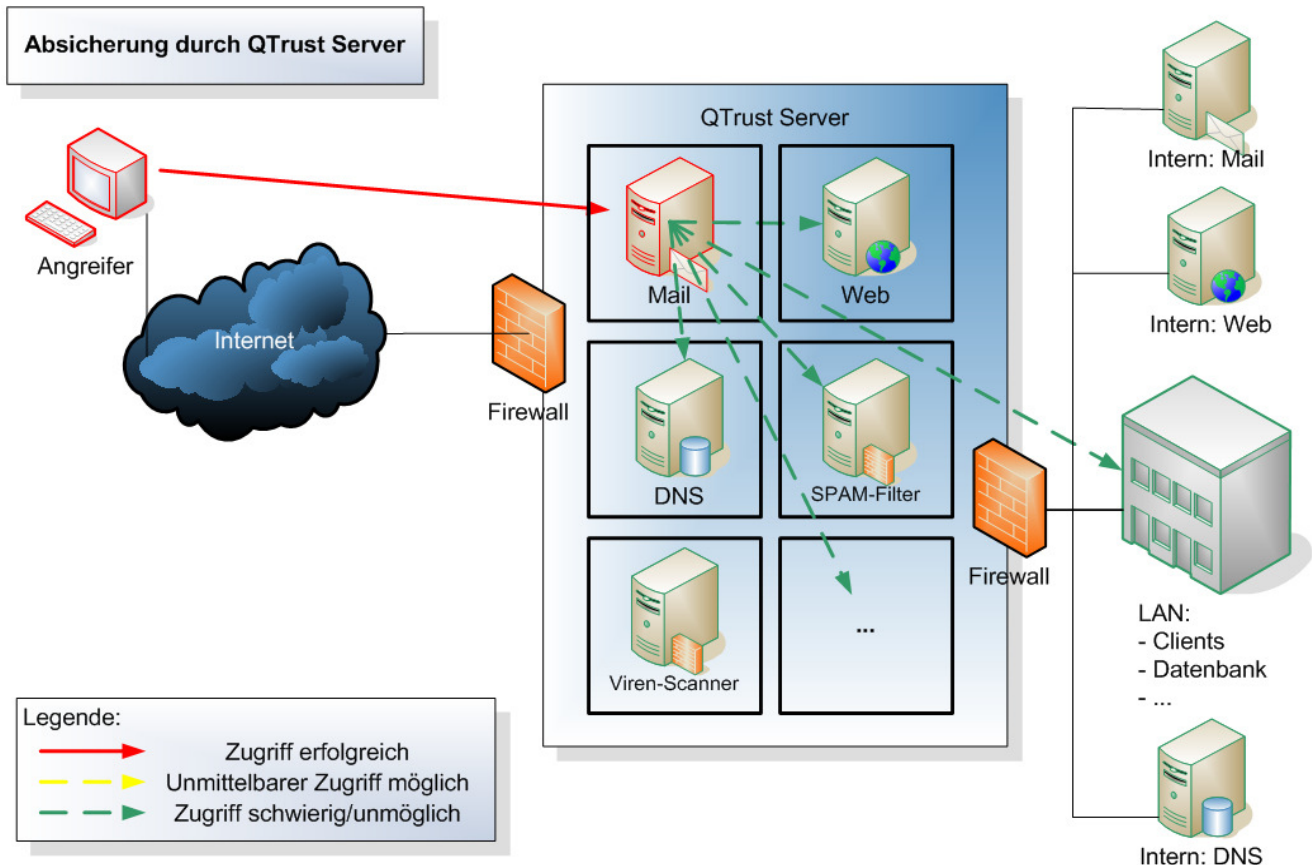 Absicherung durch QTrust Server
QTrust Server
Angreifer
Internet
Firewall
Mail
Web
DNS
SPAM-Filter
Viren-Scanner
...
Firewall
Intern: Mail
Intern: Web
LAN:
- Clients
- Datenbank
- ...
Intern: DNS
Legende:
Zugriff erfolgreich
Unmittelbarer Zugriff möglich
Zugriff schwierig/unmöglich